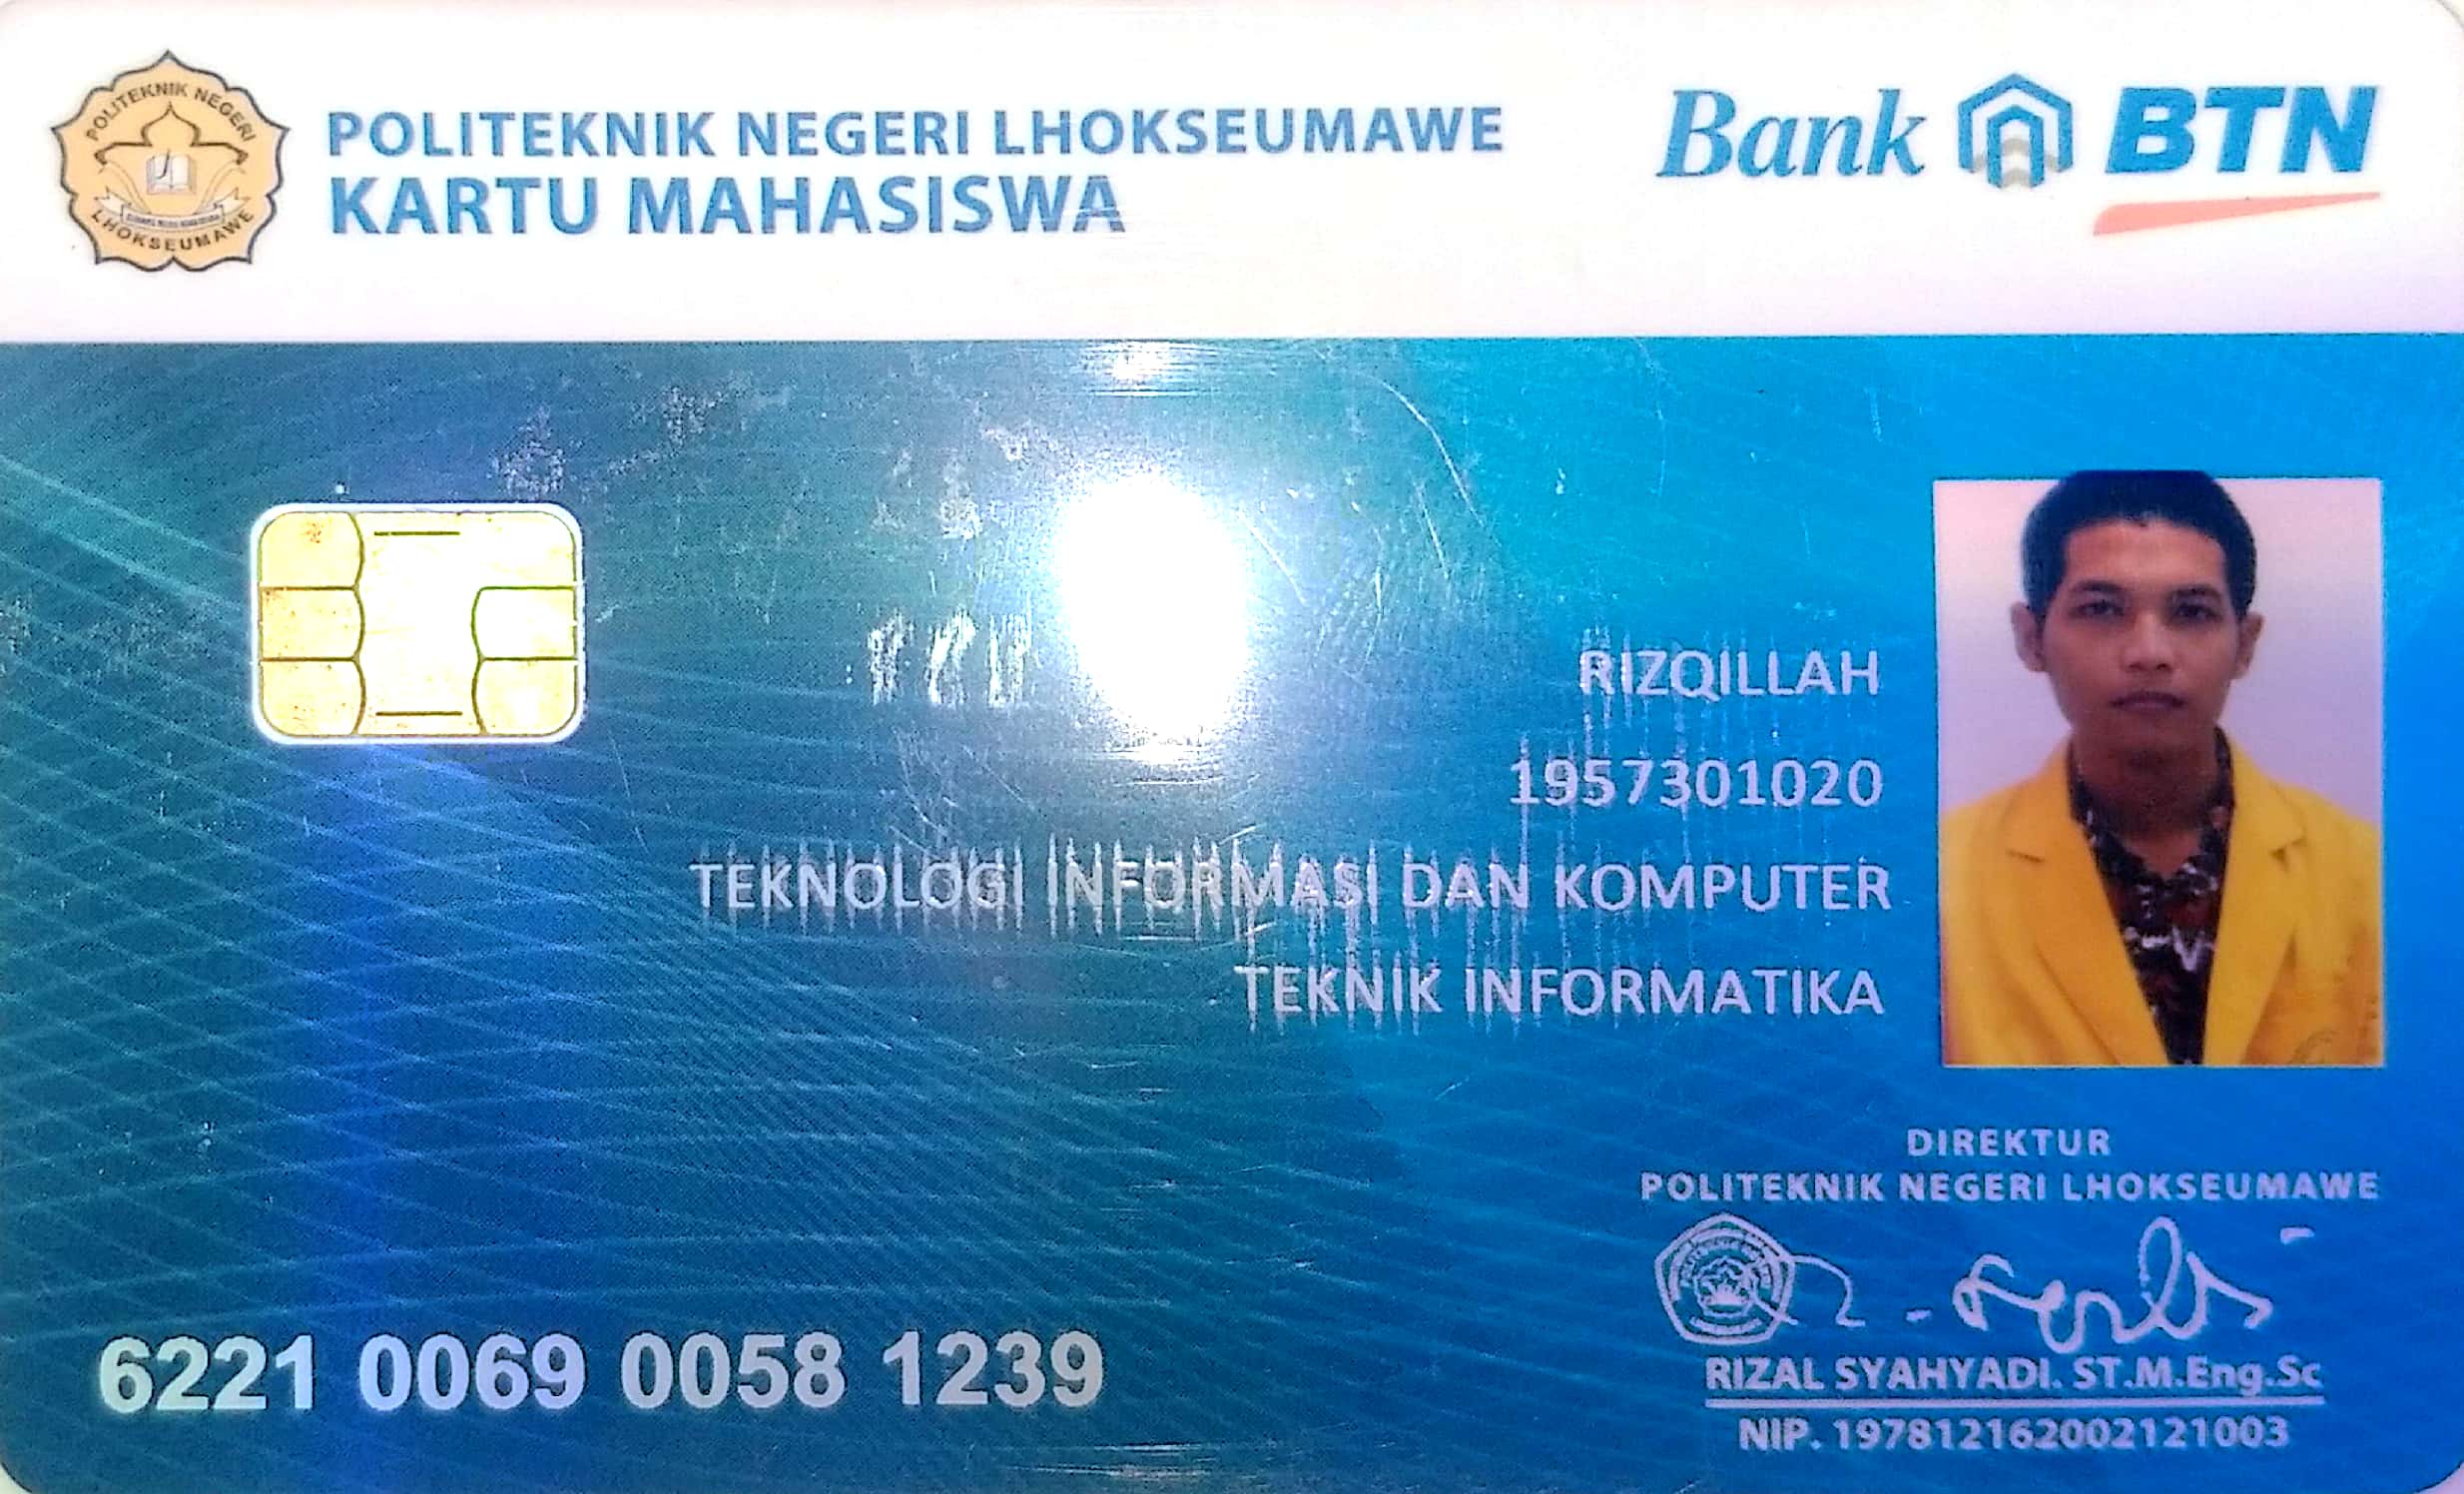 POLITEKNIK NEGERI LHOKSEUMAWE
KARTU MAHASISWA
Bank BTN
POLITEKNIK NEGERI
LHOKSEUMAWE
RIZQILLAH
1957301020
TEKNOLOGI INFORMASI DAN KOMPUTER
TEKNIK INFORMATIKA
DIREKTUR
POLITEKNIK NEGERI LHOKSEUMAWE
6221 0069 0058 1239
RIZAL SYAHYADI. ST.M.Eng.Sc
NIP. 197812162002121003